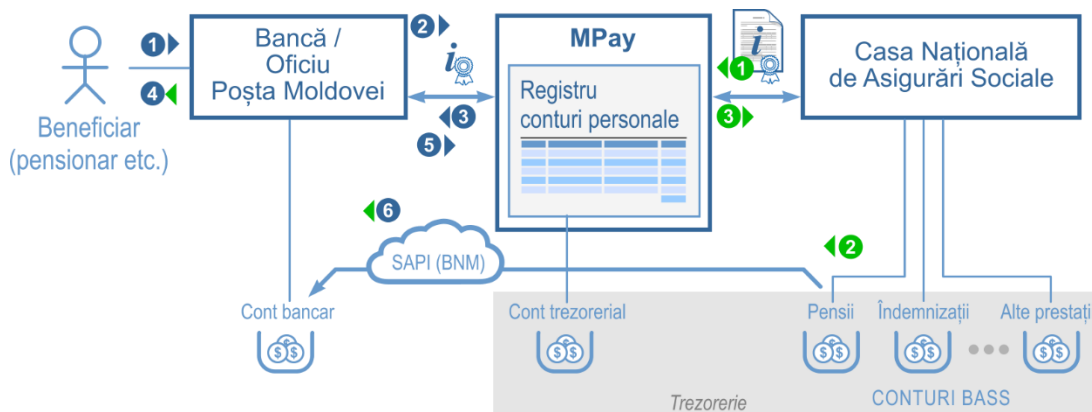 1
4
Beneficiar
(pensionar etc.)
Bancă /
Oficiu
Poșta Moldovei
2
i
3
5
MPay
Registru
conturi personale
i
1
3
Casa Națională
de Asigurări Sociale
6
SAPI (BNM)
2
Cont bancar
$ $ $
Cont trezorerial
$ $ $
Pensii
$ $ $
Îndemnizații
$ $ $
Alte prestați
$ $ $
Trezorerie
CONTURI BASS